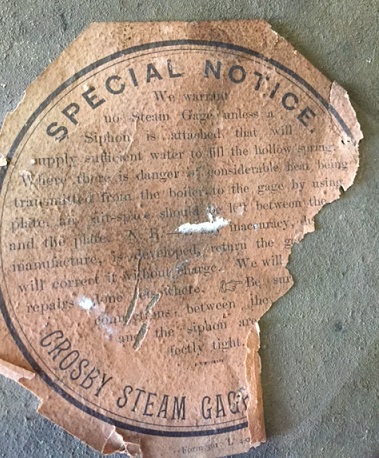 SPECIAL NOTICE.
We warrant
no Steam Gage unless a
Siphon is attached that will
supply sufficient water to fill the hollow spring.
Where there is danger of considerable heat being
transmitted from the boiler to the gage by using
plate, an air-space should be left between the
and the plate. N. B. inaccuracy,
manufacture, is developed, return the
will correct it without charge. We will
repairs done elsewhere. ☞ Be sur
connections between the
and the siphon are
fectly tight.
CROSBY STEAM GAGE